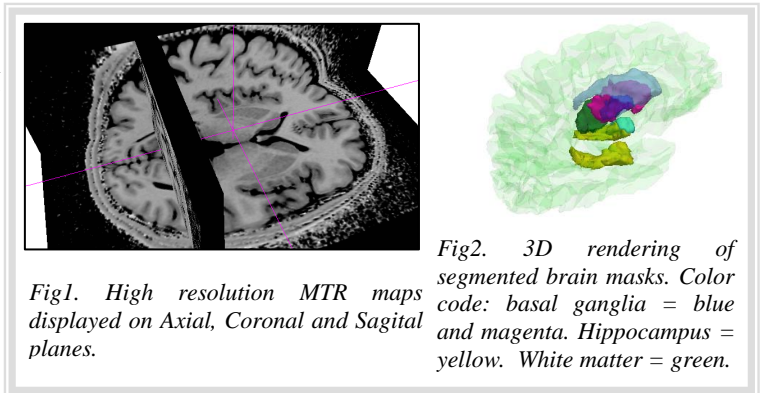 Fig1. High resolution MTR maps
displayed on Axial, Coronal and Sagital
planes.
Fig2. 3D rendering of
segmented brain masks. Color
code: basal ganglia = blue
and magenta. Hippocampus =
yellow. White matter = green.